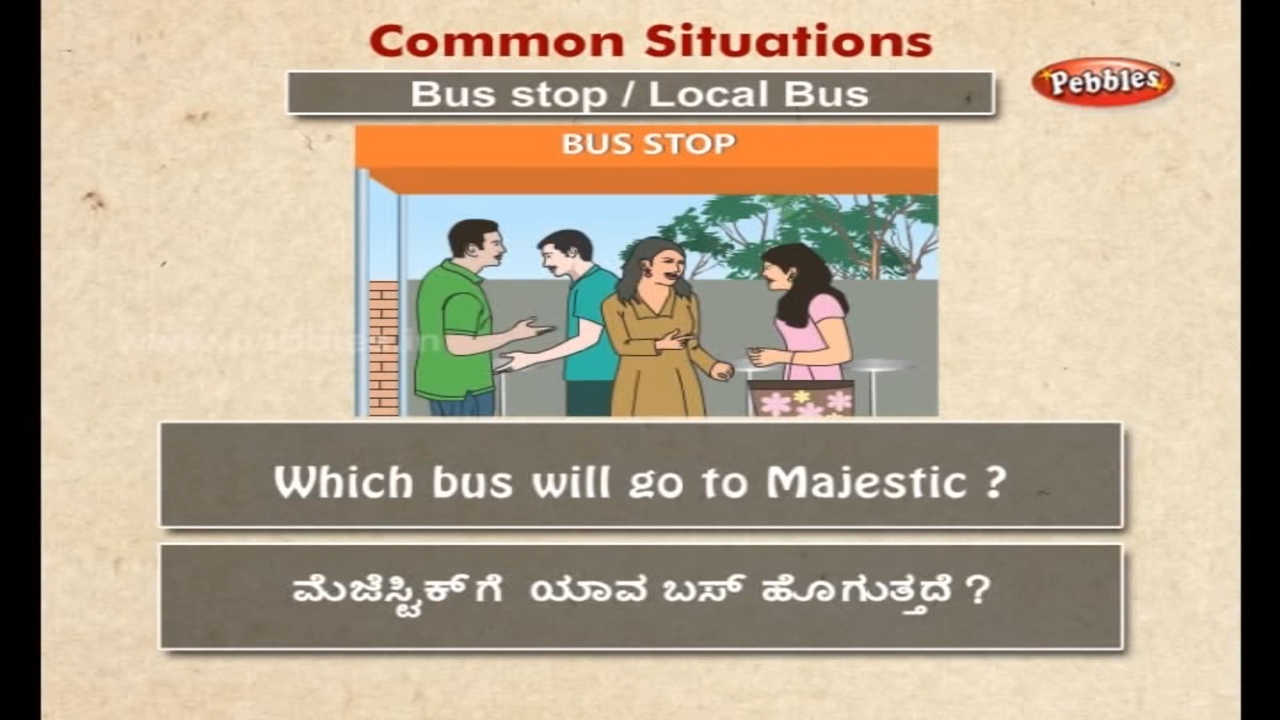 Common Situations
Bus stop / Local Bus
Pebbles
BUS STOP
Which bus will go to Majestic ?
ಮೆಜೆಸ್ಟಿಕ್ ಗೆ ಯಾವ ಬಸ್ ಹೊಗುತ್ತದೆ ?